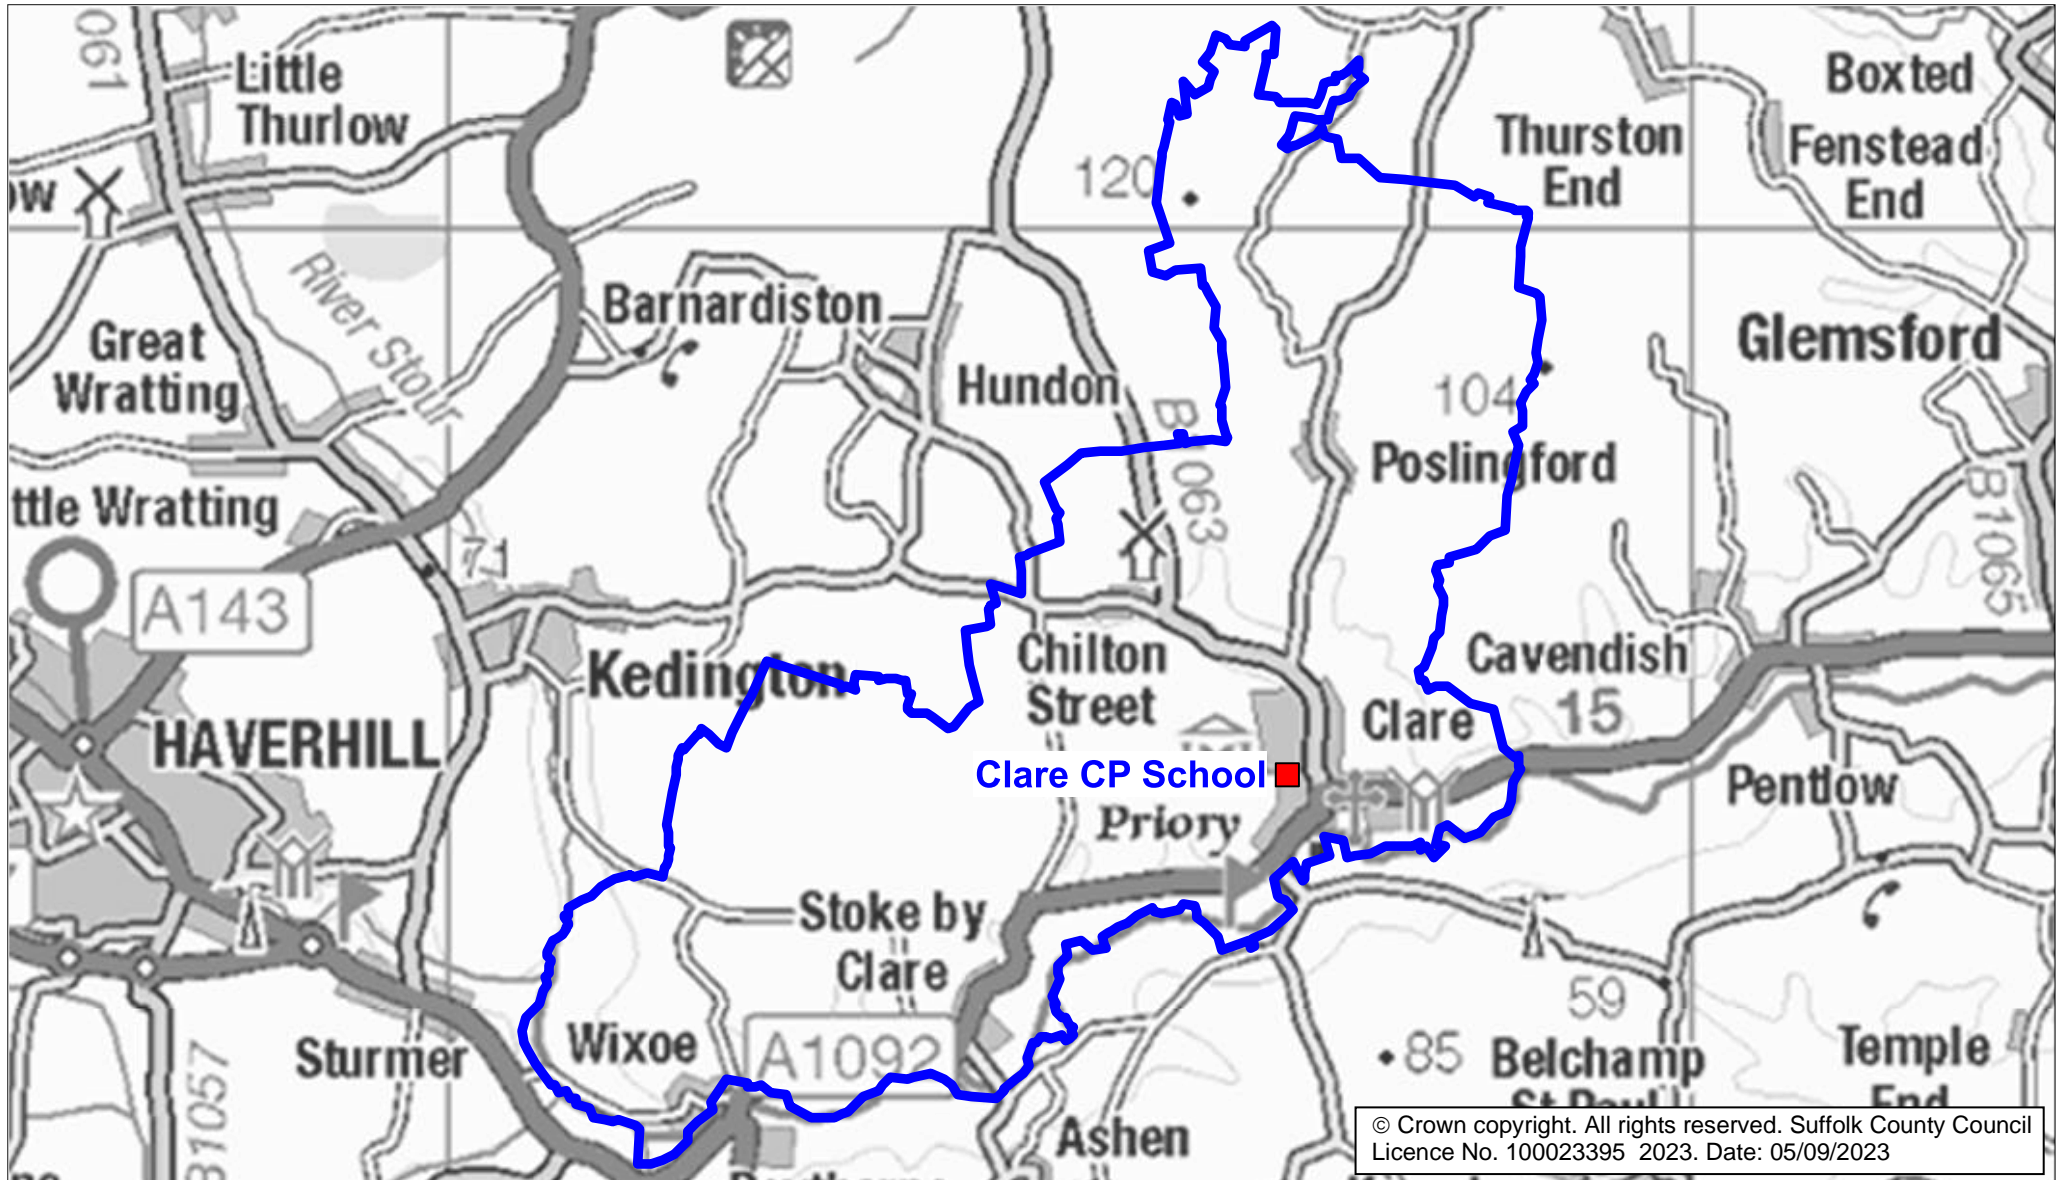 Little
Thurlow
River Stour
Great
Wratting
ttle Wratting
A143
71
HAVERHILL
Kedington
Barnardiston
Hundon
120
B1063
Thurston
End
Boxted
Fenstead
End
Glemsford
104
Poslingford
B1065
Chilton
Street
Cavendish
15
Clare
Clare CP School
Priory
Pentlow
Stoke by
Clare
Wixoe
A1092
Sturmer
B1057
Ashen
59
85
Belchamp
St Paul
Temple
End
© Crown copyright. All rights reserved. Suffolk County Council
Licence No. 100023395 2023. Date: 05/09/2023